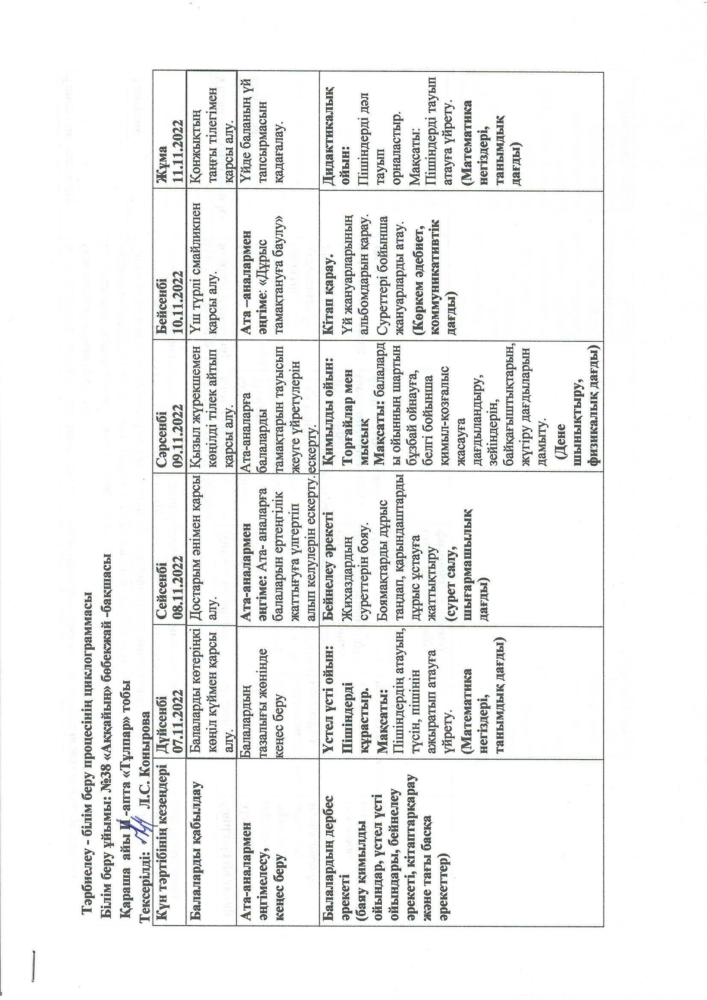 Тәрбиелеу - білім беру процесінің циклограммасы
Білім беру ұйымы: №38 «Аққайың» бөбекжай -бақшасы
Қараша айы II -апта «Тұлпар» тобы
Тексерілді: Л.С. Конырова
Күн тәртібінің кезеңдері
Дүйсенбі
07.11.2022
Сейсенбі
08.11.2022
Сәрсенбі
09.11.2022
Бейсенбі
10.11.2022
Жұма
11.11.2022
Балаларды қабылдау
Балаларды көтеріңкі
көңіл күймен қарсы
алу.
Достарым әнімен қарсы
алу.
Қызыл жүрекшемен
көңілді тілек айтып
қарсы алу.
Үш түрлі смайликпен
қарсы алу.
Қонжықтың
таңғы тілегімен
қарсы алу.
Ата-аналармен
әңгімелесу,
кеңес беру
Балалардың
тазалығы жөнінде
кеңес беру
Ата-аналармен
әңгіме: Ата- аналарға
балаларын ертеңгілік
жаттығуға үлгертіп
алып келулерін ескерту.
Ата-аналарға
балаларды
тамақтарын тауысып
жеуге үйретулерін
ескерту.
Ата –аналармен
әңгіме: «Дұрыс
тамақтануға баулу»
Үйде баланың үй
тапсырмасын
қадағалау.
Балалардың дербес
әрекеті
(баяу қимылды
ойындар, үстел үсті
ойындары, бейнелеу
әрекеті, кітаптарқарау
және тағы басқа
әрекеттер)
Үстел үсті ойын:
Пішіндерді
құрастыр.
Мақсаты:
Пішіндердің атауын,
түсін, пішінін
ажыратып атауға
үйрету.
(Математика
негіздері,
танымдық дағды)
Бейнелеу әрекеті
Жихаздардың
суреттерін бояу.
Боямақтарды дұрыс
таңдап, қарындаштарды
дұрыс ұстауға
жаттықтыру
(сурет салу,
шығармашылық
дағды)
Қимылды ойын:
Торғайлар мен
мысық
Мақсаты: балалард
ы ойынның шартын
бұзбай ойнауға,
белгі бойынша
қимыл-қозғалыс
жасауға
дағдыландыру,
зейіндерін,
байқағыштықтарын,
жүгіру дағдыларын
дамыту.
(Дене
шынықтыру,
физикалық дағды)
Кітап қарау.
Үй жануарларының
альбомдарын қарау.
Суреттері бойынша
жануарларды атау.
(Көркем әдебиет,
коммуникативтік
дағды)
Дидактикалық
ойын:
Пішіндерді дәл
тауып
орналастыр.
Мақсаты:
Пішіндерді тауып
атауға үйрету.
(Математика
негіздері,
танымдық
дағды)